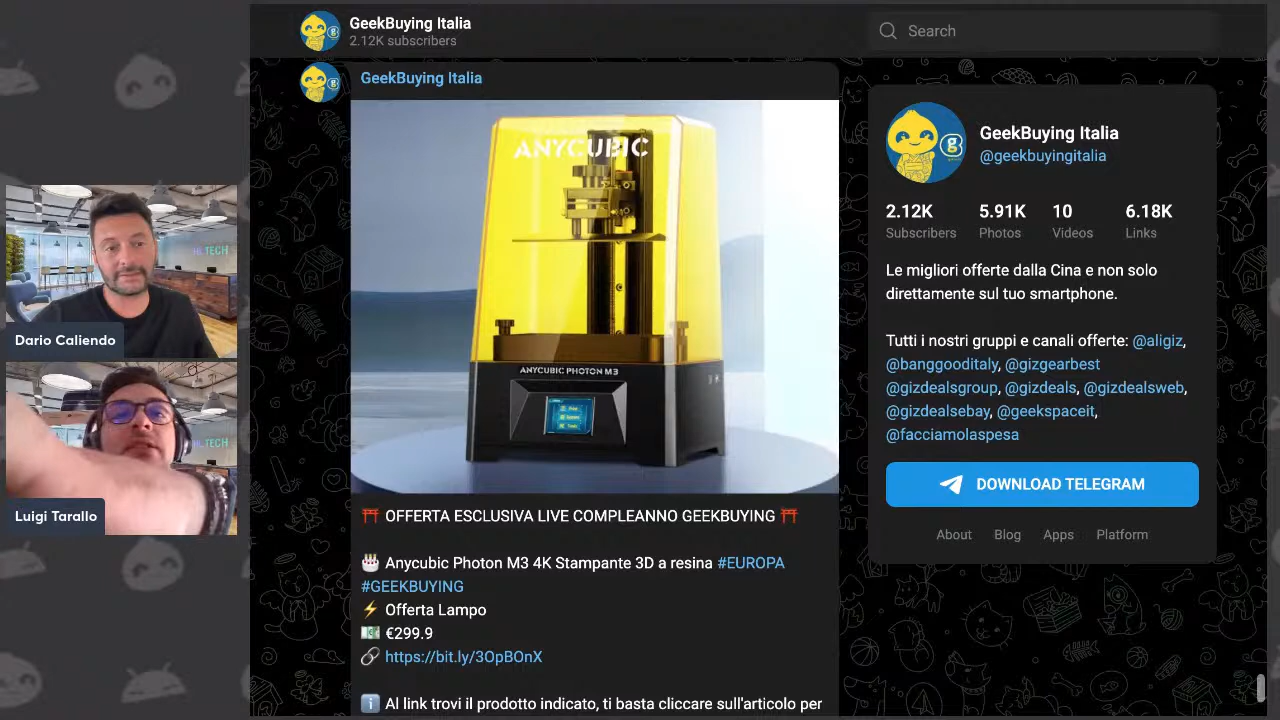 GeekBuying Italia
2.12K subscribers
Search
GeekBuying Italia
ANYCUBIC
ANYCUBIC PHOTON M3
GeekBuying Italia
@geekbuyingitalia
2.12K 5.91K 10 6.18K
Subscribers Photos Videos Links
Le migliori offerte dalla Cina e non solo
direttamente sul tuo smartphone.
Tutti i nostri gruppi e canali offerte: @aligiz,
@banggooditaly, @gizgearbest
@gizdealsgroup, @gizdeals, @gizdealsweb,
@gizdealsebay, @geekspaceit,
@facciamolaspesa
DOWNLOAD TELEGRAM
About Blog Apps Platform
TECH
Dario Caliendo
TECH
Luigi Tarallo
OFFERTA ESCLUSIVA LIVE COMPLEANNO GEEKBUYING
Anycubic Photon M3 4K Stampante 3D a resina #EUROPA
#GEEKBUYING
Offerta Lampo
€299.9
https://bit.ly/3OpBOnX
Al link trovi il prodotto indicato, ti basta cliccare sull'articolo per